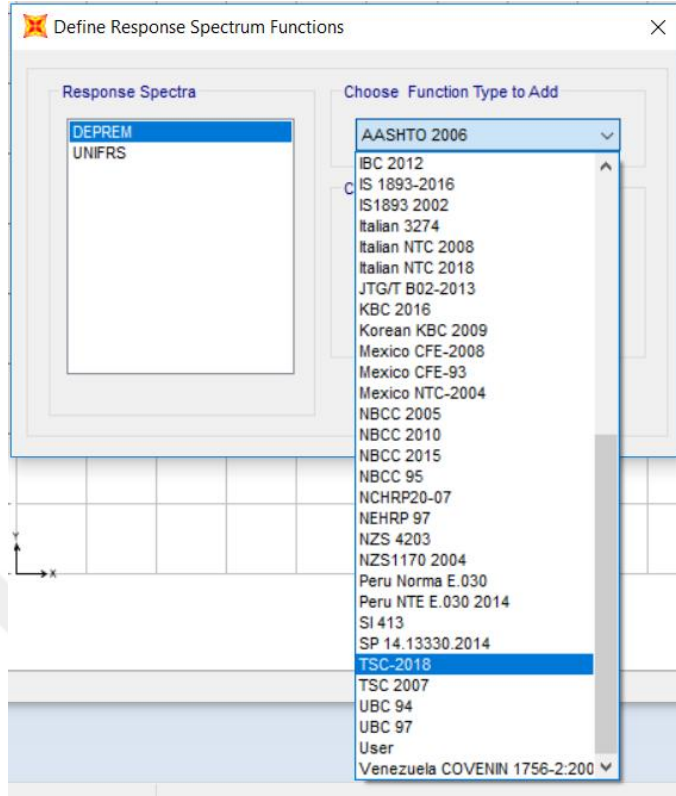 Define Response Spectrum Functions
Response Spectra
DEPREM
UNIFRS
Choose Function Type to Add
AASHTO 2006
C
IBC 2012
IS 1893-2016
IS1893 2002
Italian 3274
Italian NTC 2008
Italian NTC 2018
JTG/T B02-2013
KBC 2016
Korean KBC 2009
Mexico CFE-2008
Mexico CFE-93
Mexico NTC-2004
NBCC 2005
NBCC 2010
NBCC 2015
NBCC 95
NCHRP20-07
NEHRP 97
NZS 4203
NZS1170 2004
Peru Norma E.030
Peru NTE E.030 2014
SI 413
SP 14.13330.2014
TSC-2018
TSC 2007
UBC 94
UBC 97
User
Venezuela COVENIN 1756-2:200
Y
X